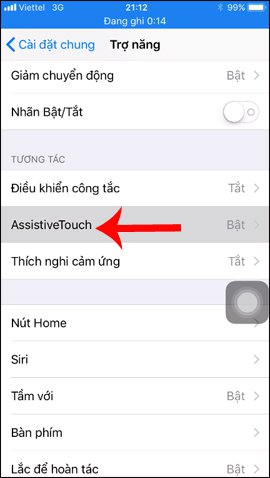 Viettel 3G 21:12 99%
Đang ghi 0:14
Cài đặt chung Trợ năng
Giảm chuyển động Bật
Nhãn Bật/Tắt
TƯƠNG TÁC
Điều khiển công tắc Tắt
AssistiveTouch Bật
Thích nghi cảm ứng Tắt
Nút Home
Siri
Tầm với Bật
Bàn phím
Lắc để hoàn tác Bật